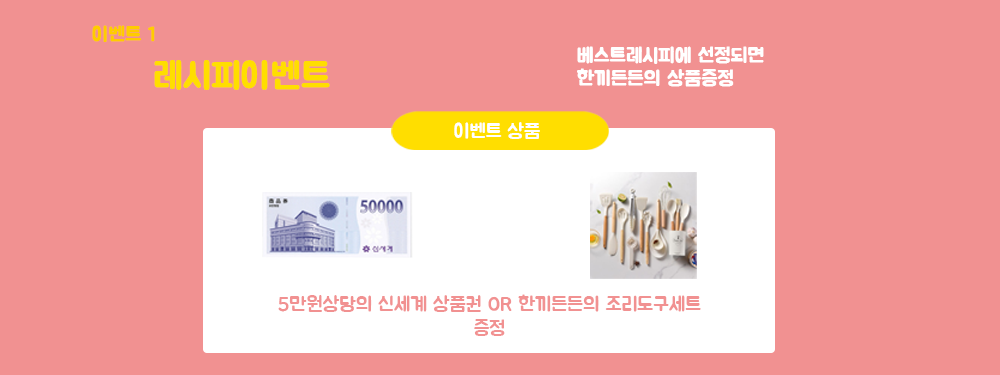 이벤트 1
레시피이벤트
베스트레시피에 선정되면
한끼든든의 상품증정
이벤트 상품
商品券
50000
신세계
5만원상당의 신세계 상품권 OR 한끼든든의 조리도구세트
증정